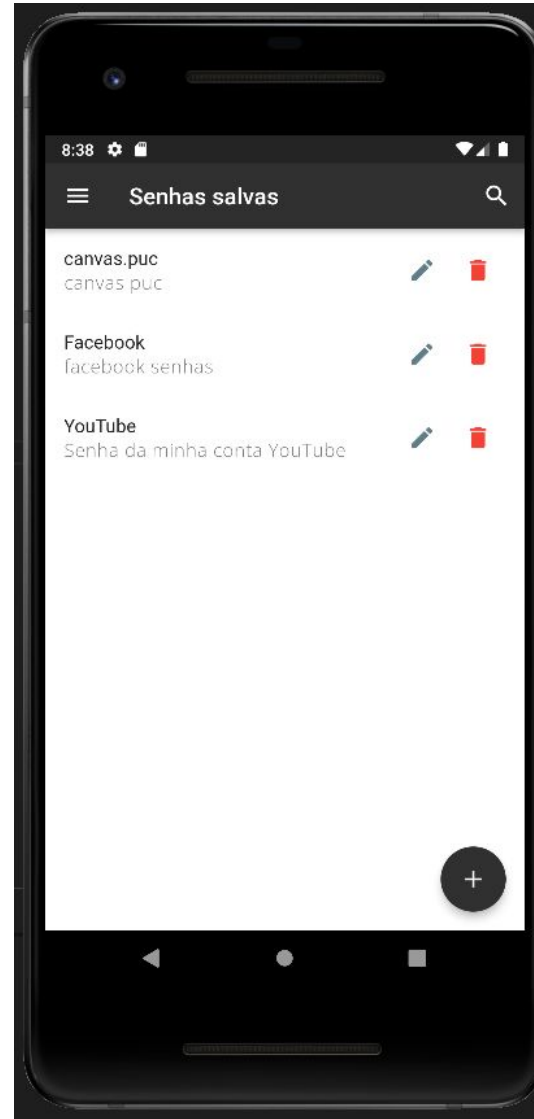 8:38
Senhas salvas
canvas.puc
canvas puc
Facebook
facebook senhas
YouTube
Senha da minha conta YouTube